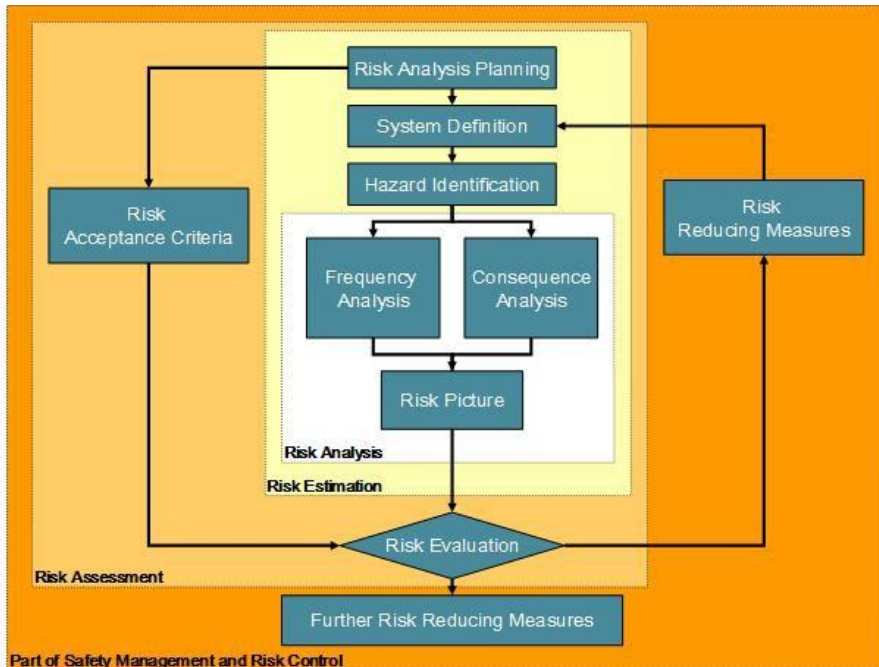 Risk Analysis Planning
System Definition
Hazard Identification
Risk
Acceptance Criteria
Risk
Reducing Measures
Frequency
Analysis
Consequence
Analysis
Risk Picture
Risk Analysis
Risk Estimation
Risk Evaluation
Risk Assessment
Further Risk Reducing Measures
Part of Safety Management and Risk Control